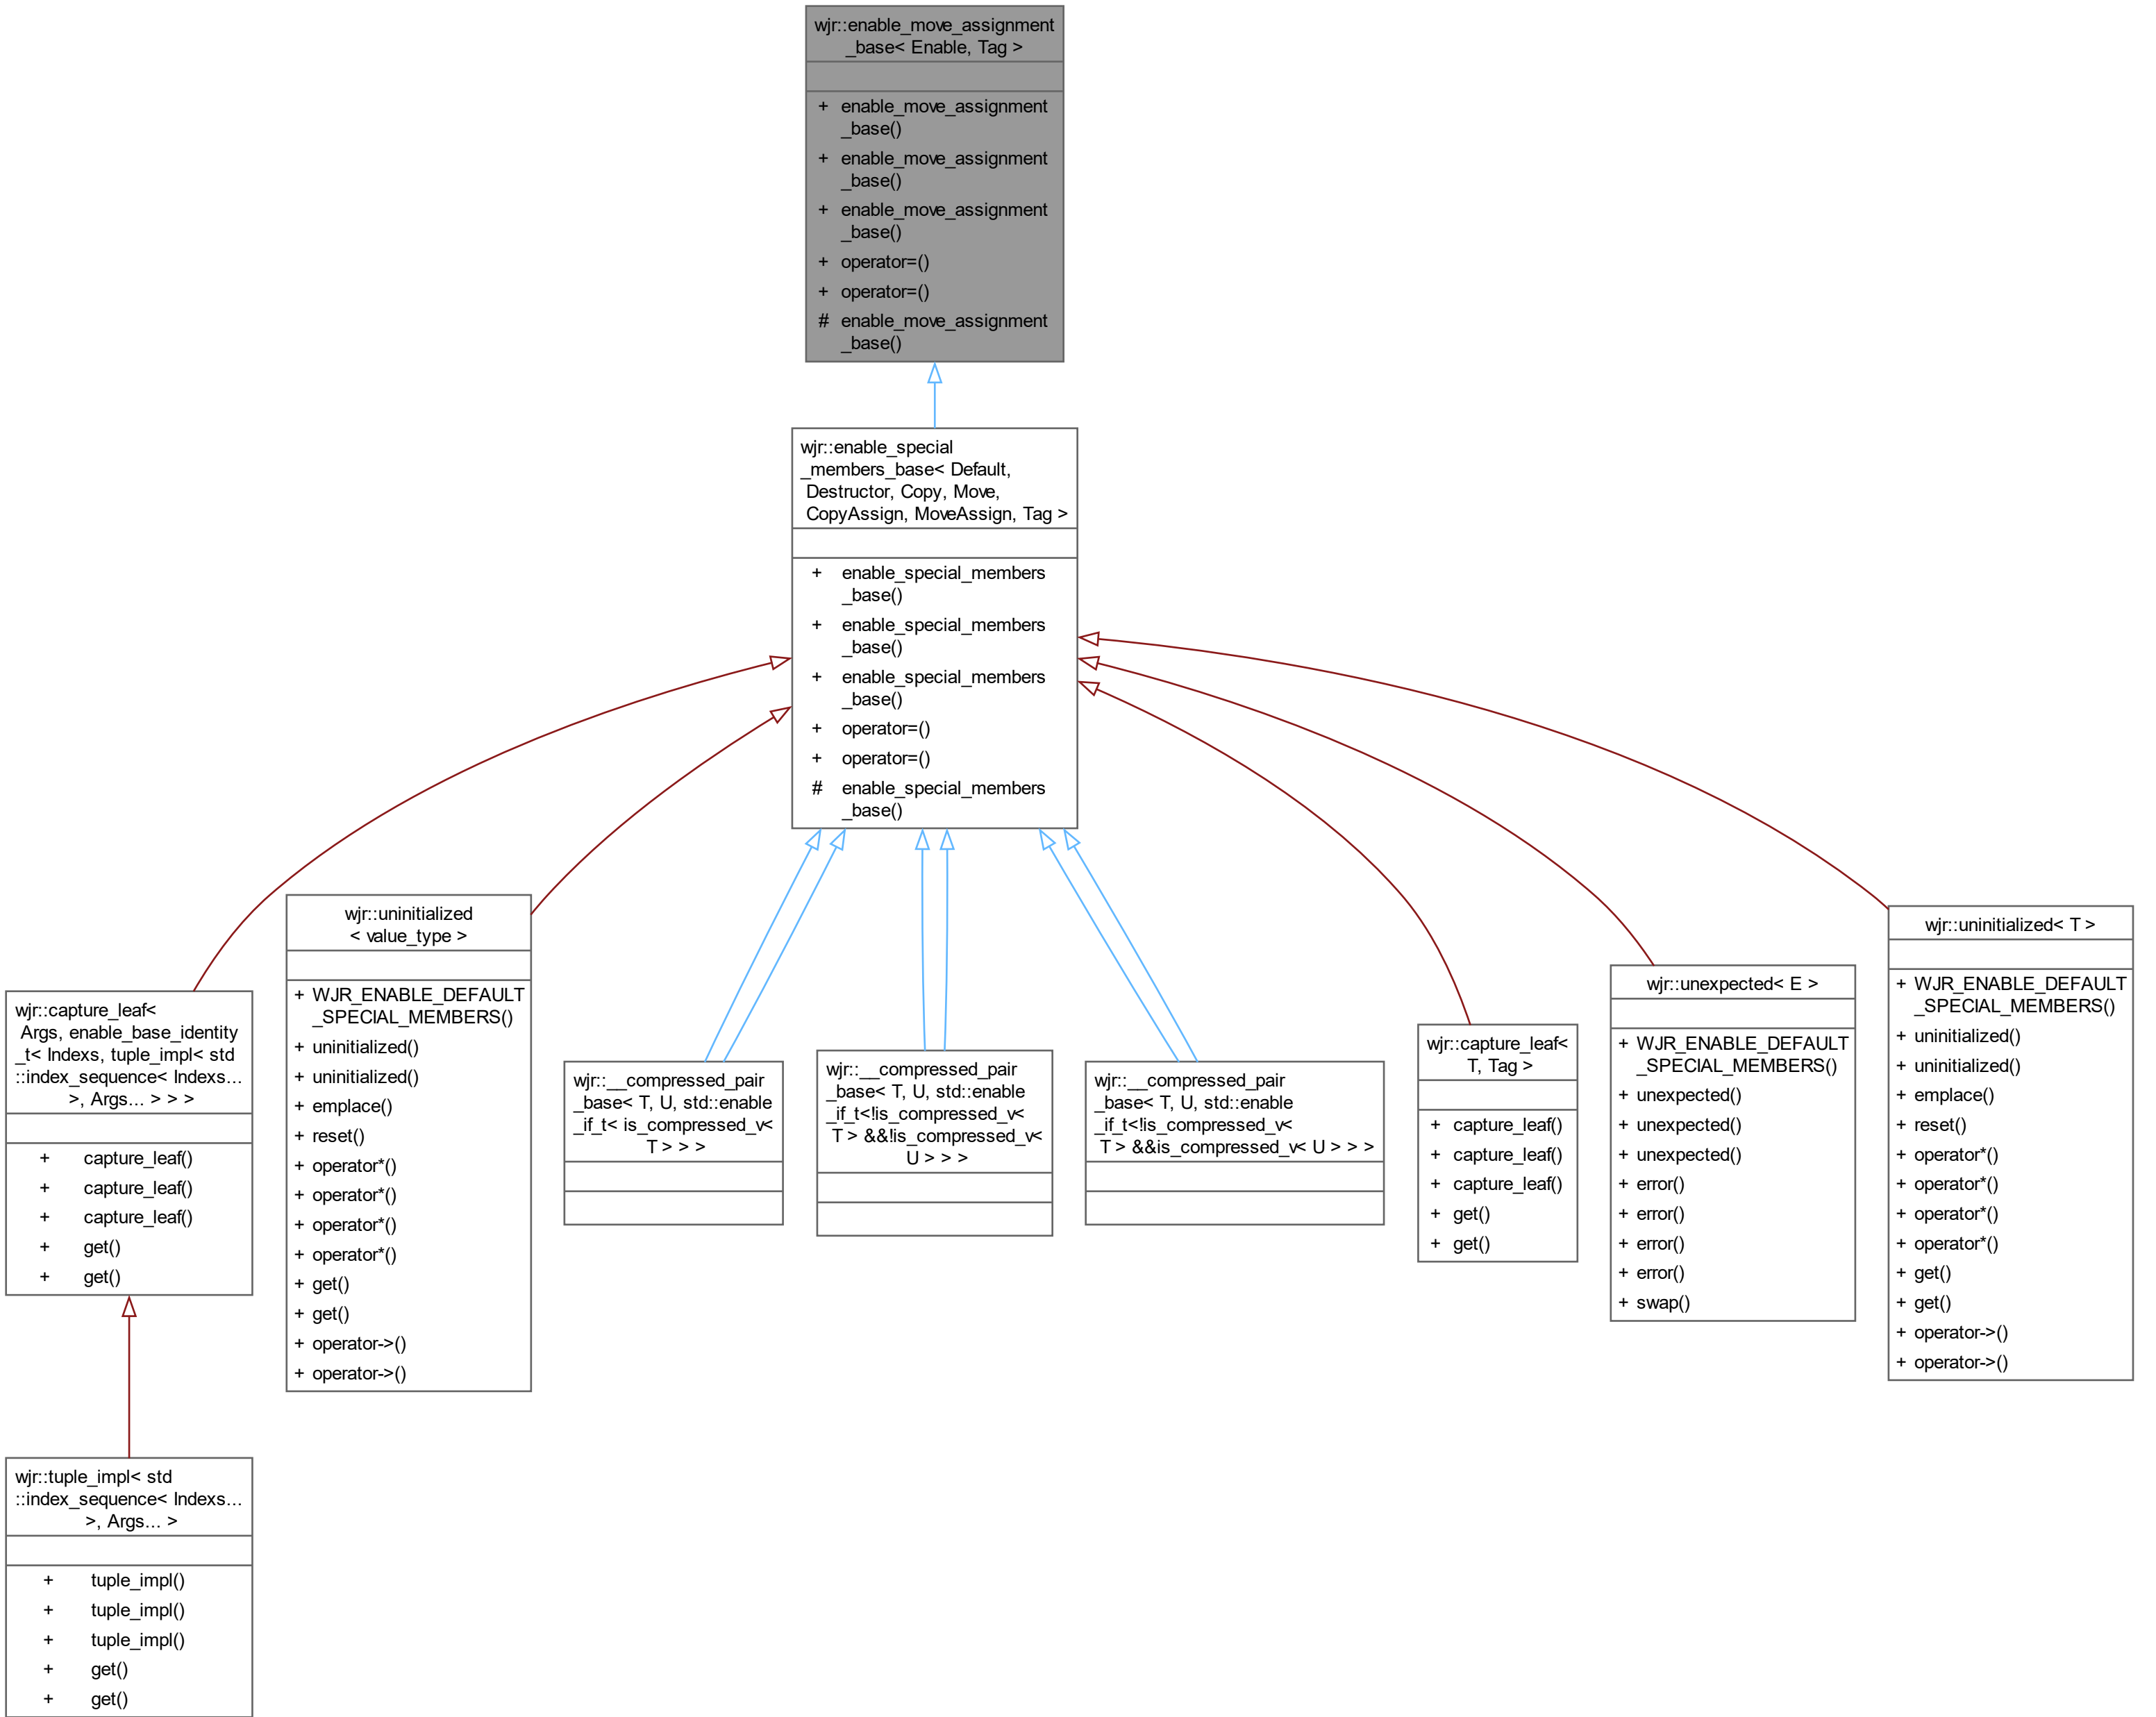 wjr::enable_move_assignment
_base< Enable, Tag >
+ enable_move_assignment
_base()
+ enable_move_assignment
_base()
+ enable_move_assignment
_base()
+ operator=()
+ operator=()
# enable_move_assignment
_base()
wjr::enable_special
_members_base< Default,
Destructor, Copy, Move,
CopyAssign, MoveAssign, Tag >
+ enable_special_members
_base()
+ enable_special_members
_base()
+ enable_special_members
_base()
+ operator=()
+ operator=()
# enable_special_members
_base()
wjr::capture_leaf<
Args, enable_base_identity
_t< Indexs, tuple_impl< std
::index_sequence< Indexs...
>, Args... > > >
+ capture_leaf()
+ capture_leaf()
+ capture_leaf()
+ get()
+ get()
wjr::uninitialized
< value_type >
+ WJR_ENABLE_DEFAULT
_SPECIAL_MEMBERS()
+ uninitialized()
+ uninitialized()
+ emplace()
+ reset()
+ operator*()
+ operator*()
+ operator*()
+ operator*()
+ get()
+ get()
+ operator->()
+ operator->()
wjr::__compressed_pair
_base< T, U, std::enable
_if_t< is_compressed_v<
T > > >
wjr::__compressed_pair
_base< T, U, std::enable
_if_t<!is_compressed_v<
T > &&!is_compressed_v<
U > > >
wjr::__compressed_pair
_base< T, U, std::enable
_if_t<!is_compressed_v<
T > &&is_compressed_v< U > > >
wjr::capture_leaf<
T, Tag >
+ capture_leaf()
+ capture_leaf()
+ capture_leaf()
+ get()
+ get()
wjr::unexpected< E >
+ WJR_ENABLE_DEFAULT
_SPECIAL_MEMBERS()
+ unexpected()
+ unexpected()
+ unexpected()
+ error()
+ error()
+ error()
+ error()
+ swap()
wjr::uninitialized< T >
+ WJR_ENABLE_DEFAULT
_SPECIAL_MEMBERS()
+ uninitialized()
+ uninitialized()
+ emplace()
+ reset()
+ operator*()
+ operator*()
+ operator*()
+ operator*()
+ get()
+ get()
+ operator->()
+ operator->()
wjr::tuple_impl< std
::index_sequence< Indexs...
>, Args... >
+ tuple_impl()
+ tuple_impl()
+ tuple_impl()
+ get()
+ get()